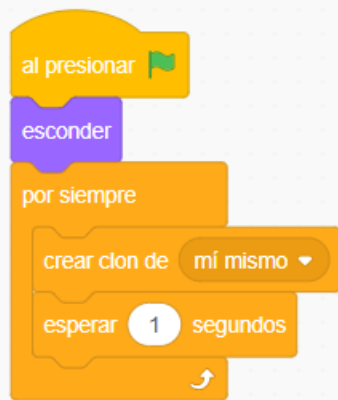 al presionar
esconder
por siempre
crear clon de mí mismo
esperar 1 segundos